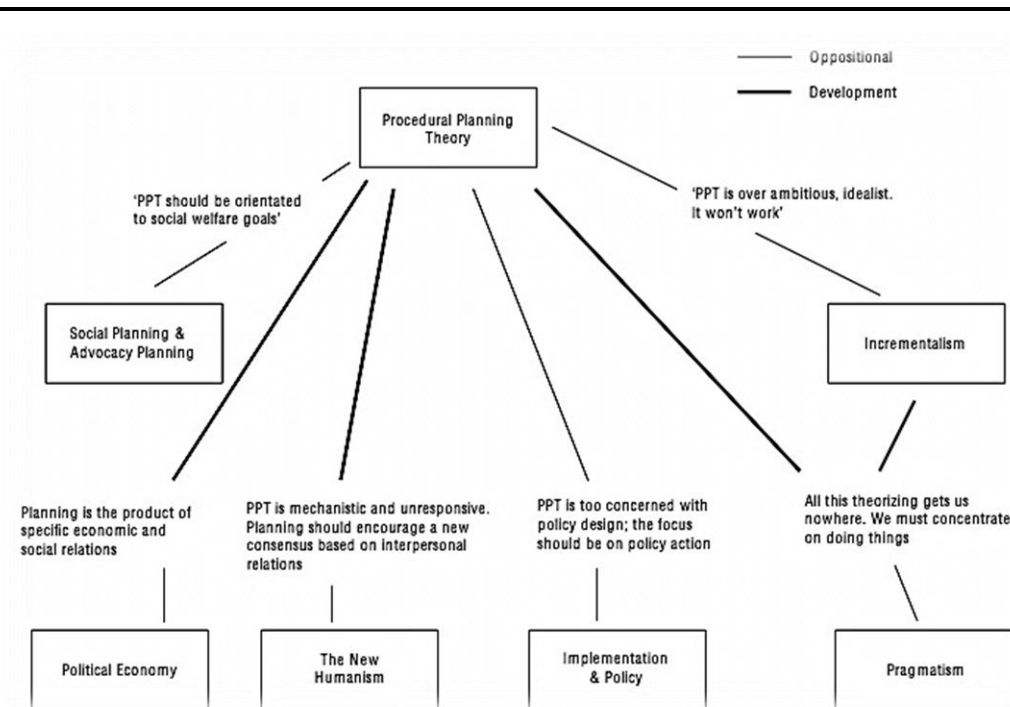 Oppositional
Development
Procedural Planning
Theory
'PPT should be orientated
to social welfare goals'
'PPT is over ambitious, idealist.
It won't work'
Social Planning &
Advocacy Planning
Incrementalism
Planning is the product of
specific economic and
social relations
PPT is mechanistic and unresponsive.
Planning should encourage a new
consensus based on interpersonal
relations
PPT is too concerned with
policy design; the focus
should be on policy action
All this theorizing gets us
nowhere. We must concentrate
on doing things
Political Economy
The New
Humanism
Implementation
& Policy
Pragmatism